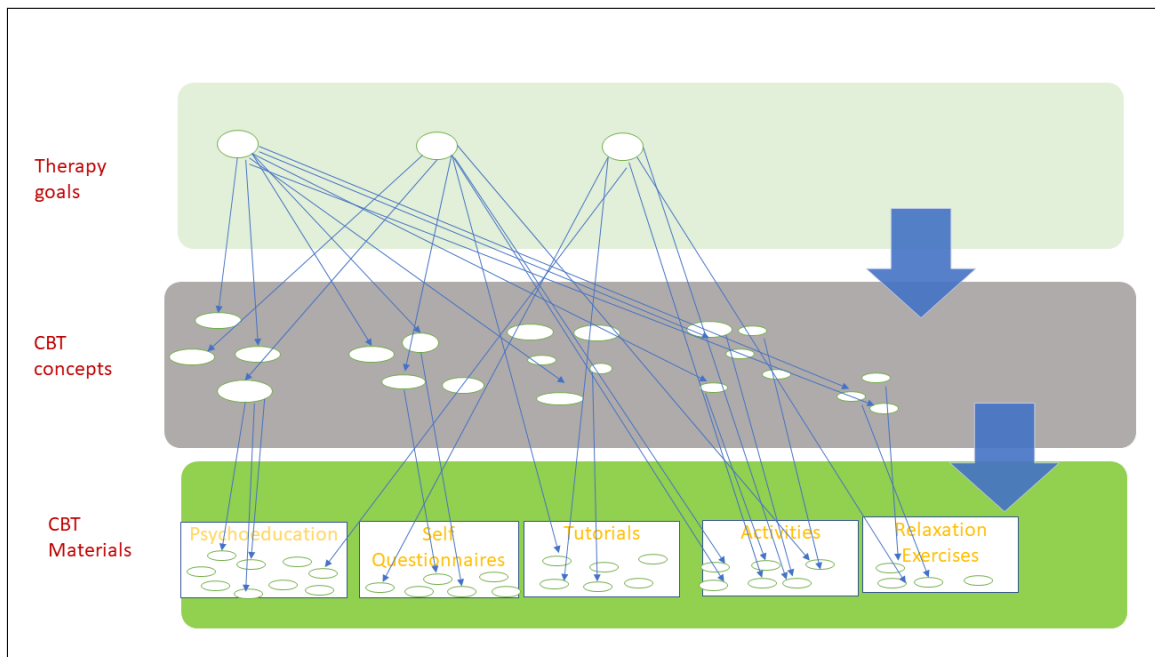 Therapy
goals
CBT
concepts
CBT
Materials
Psychoeducation
Self
Questionnaires
Tutorials
Activities
Relaxation
Exercises